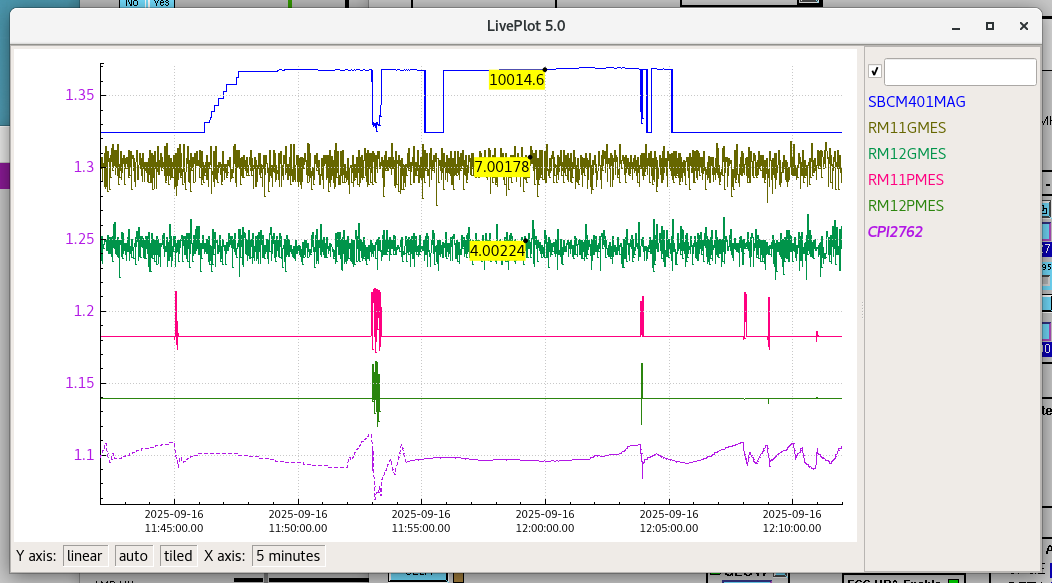 No Yes
LivePlot 5.0
1.35
1.3
1.25
1.2
1.15
1.1
10014.6
7.00178
4.00224
2025-09-16 2025-09-16 2025-09-16 2025-09-16 2025-09-16 2025-09-16
11:45:00.00 11:50:00.00 11:55:00.00 12:00:00.00 12:05:00.00 12:10:00.00
SBCM401MAG
RM11GMES
RM12GMES
RM11PMES
RM12PMES
CPI2762
Y axis: linear auto tiled X axis: 5 minutes